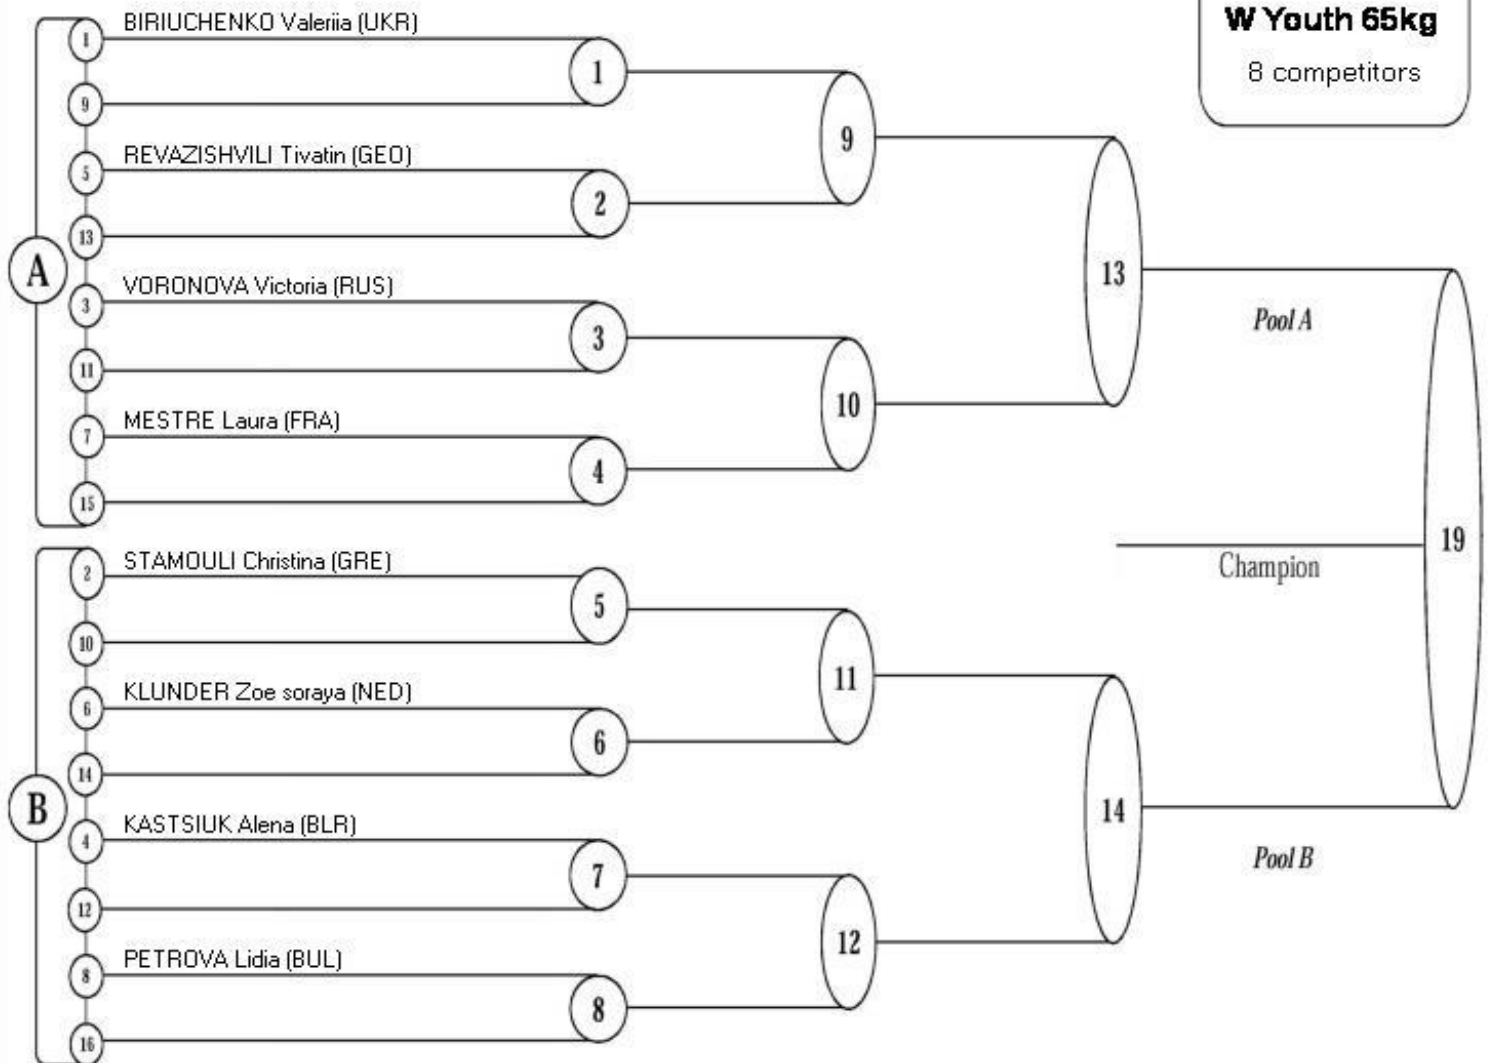 W Youth 65kg
8 competitors
A
1
BIRIUCHENKO Valeriia (UKR)
9
1
5
REVAZISHVILI Tivatin (GEO)
13
2
3
VORONOVA Victoria (RUS)
11
3
7
MESTRE Laura (FRA)
15
4
9
10
13
Pool A
B
2
STAMOULI Christina (GRE)
10
5
6
KLUNDER Zoe soraya (NED)
14
6
4
KASTSIUK Alena (BLR)
12
7
8
PETROVA Lidia (BUL)
16
8
11
12
14
Pool B
19
Champion